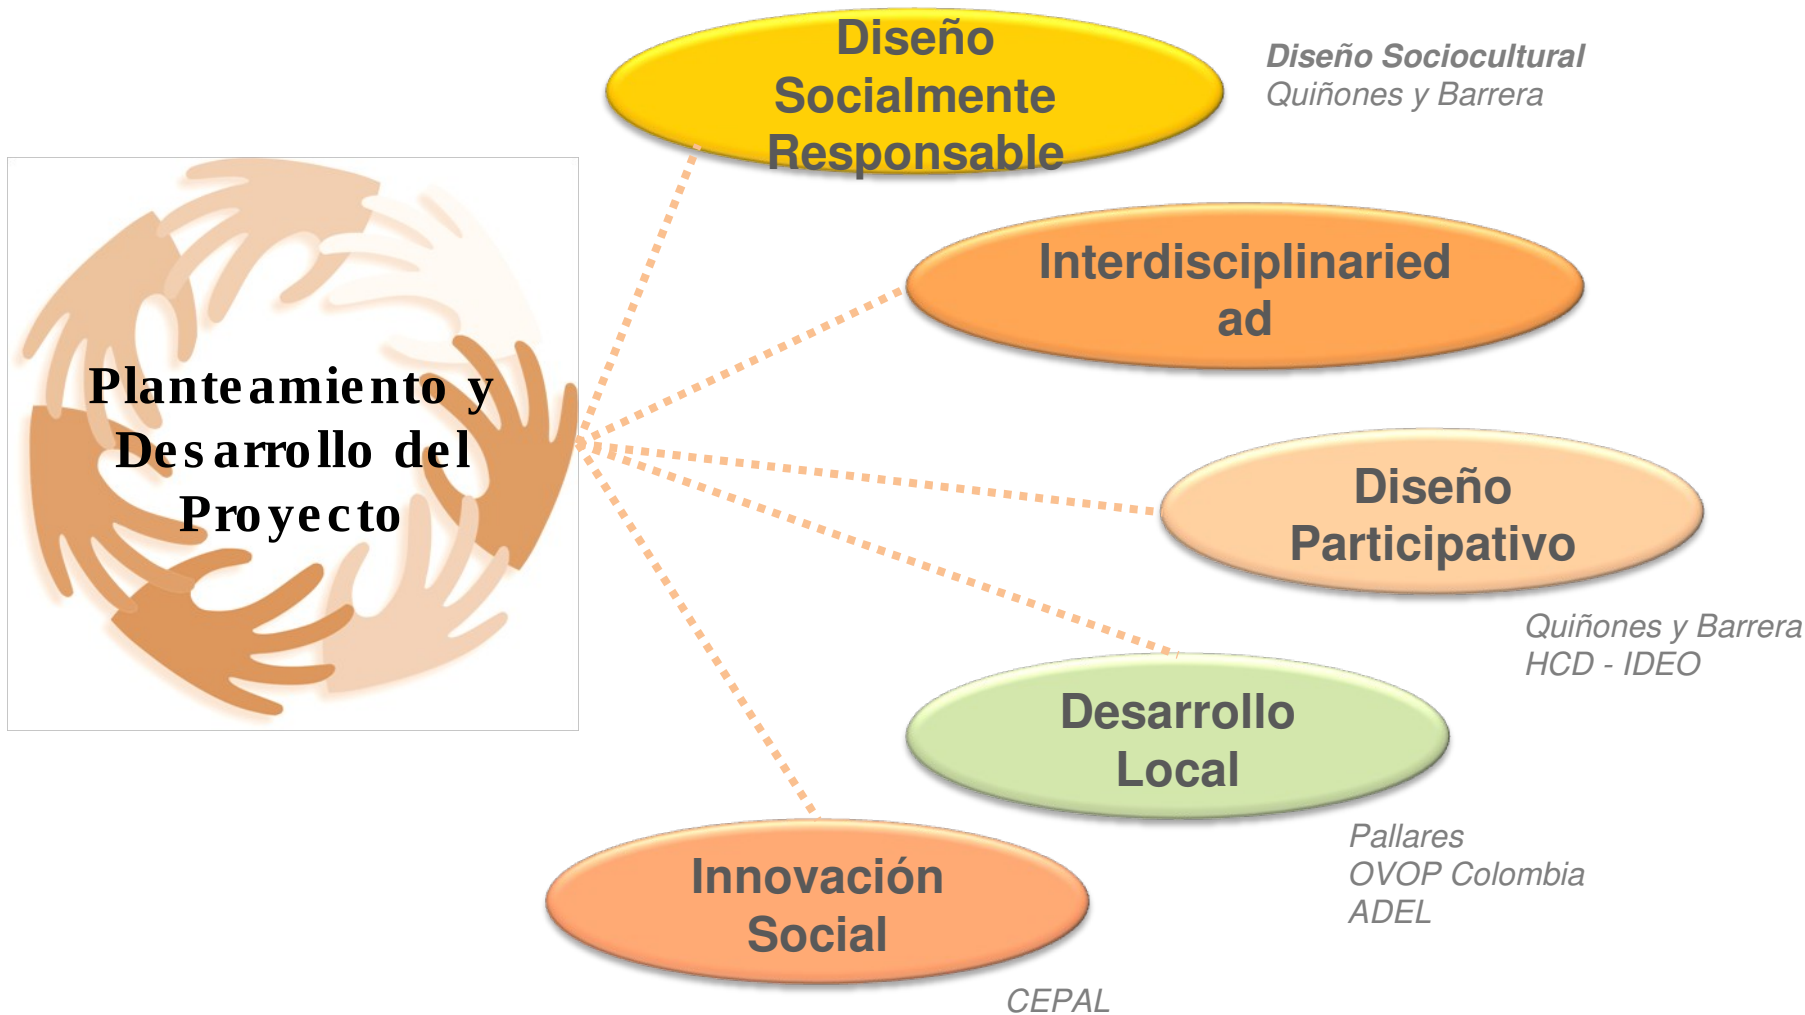 Diseño
Socialmente
Responsable
Diseño Sociocultural
Quiñones y Barrera
Interdisciplinaried
ad
Planteamiento y
Desarrollo del
Proyecto
Diseño
Participativo
Quiñones y Barrera
HCD - IDEO
Desarrollo
Local
Pallares
OVOP Colombia
ADEL
Innovación
Social
CEPAL